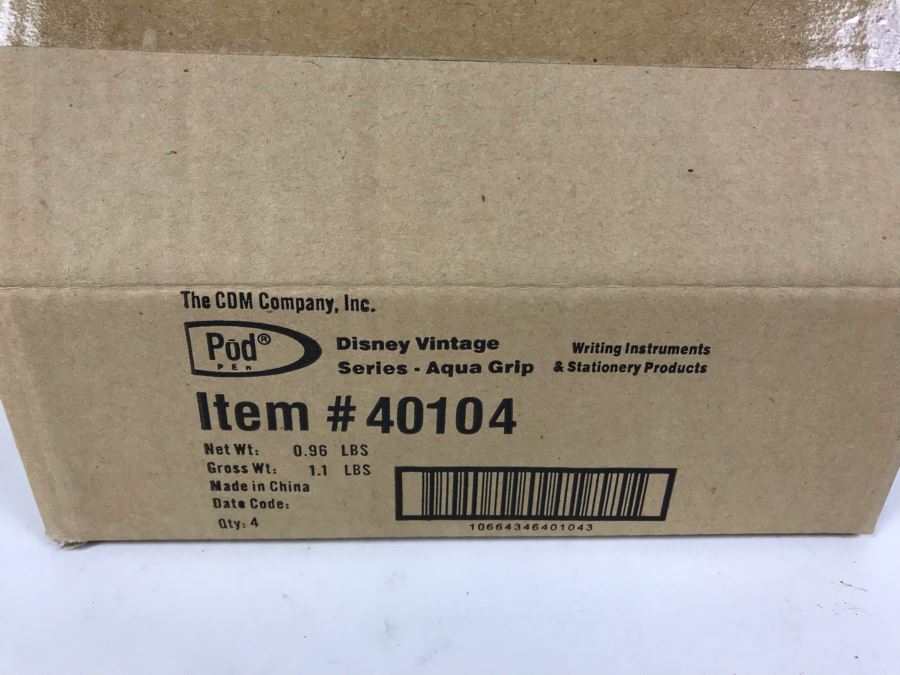 The CDM Company, Inc.
Pōd®
PEn
Disney Vintage
Series - Aqua Grip
Writing Instruments
& Stationery Products
Item # 40104
Net Wt: 0.96 LBS
Gross Wt: 1.1 LBS
Made in China
Date Code:
Qty: 4
10664346401043